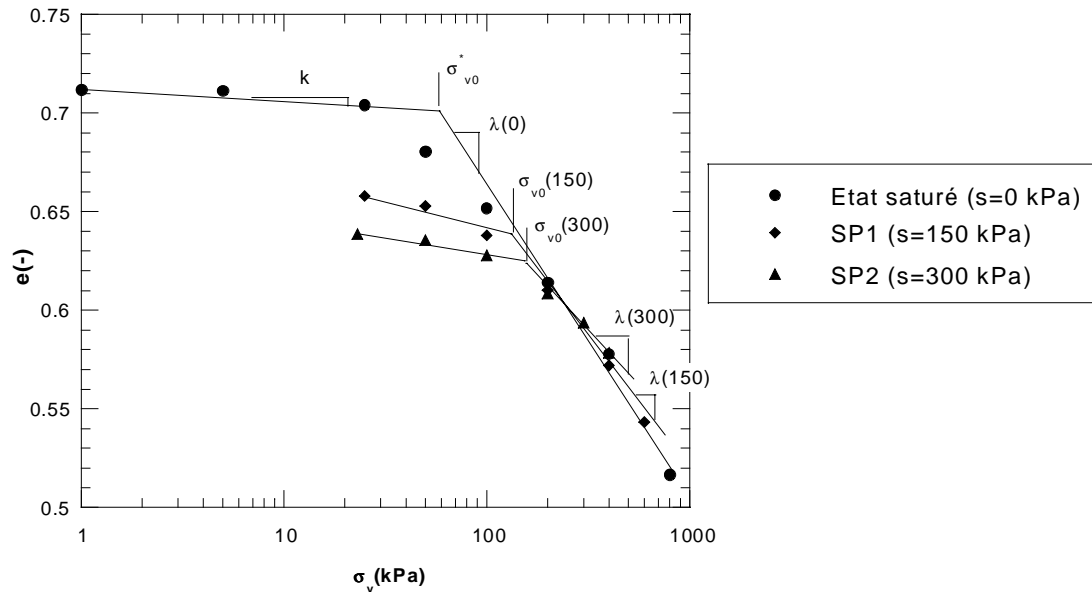 0.75
0.7
0.65
0.6
0.55
0.5
e(-)
1
10
100
1000
σv(kPa)
k
σ*v0
λ(0)
σv0(150)
σv0(300)
λ(300)
λ(150)
Etat saturé (s=0 kPa)
SP1 (s=150 kPa)
SP2 (s=300 kPa)